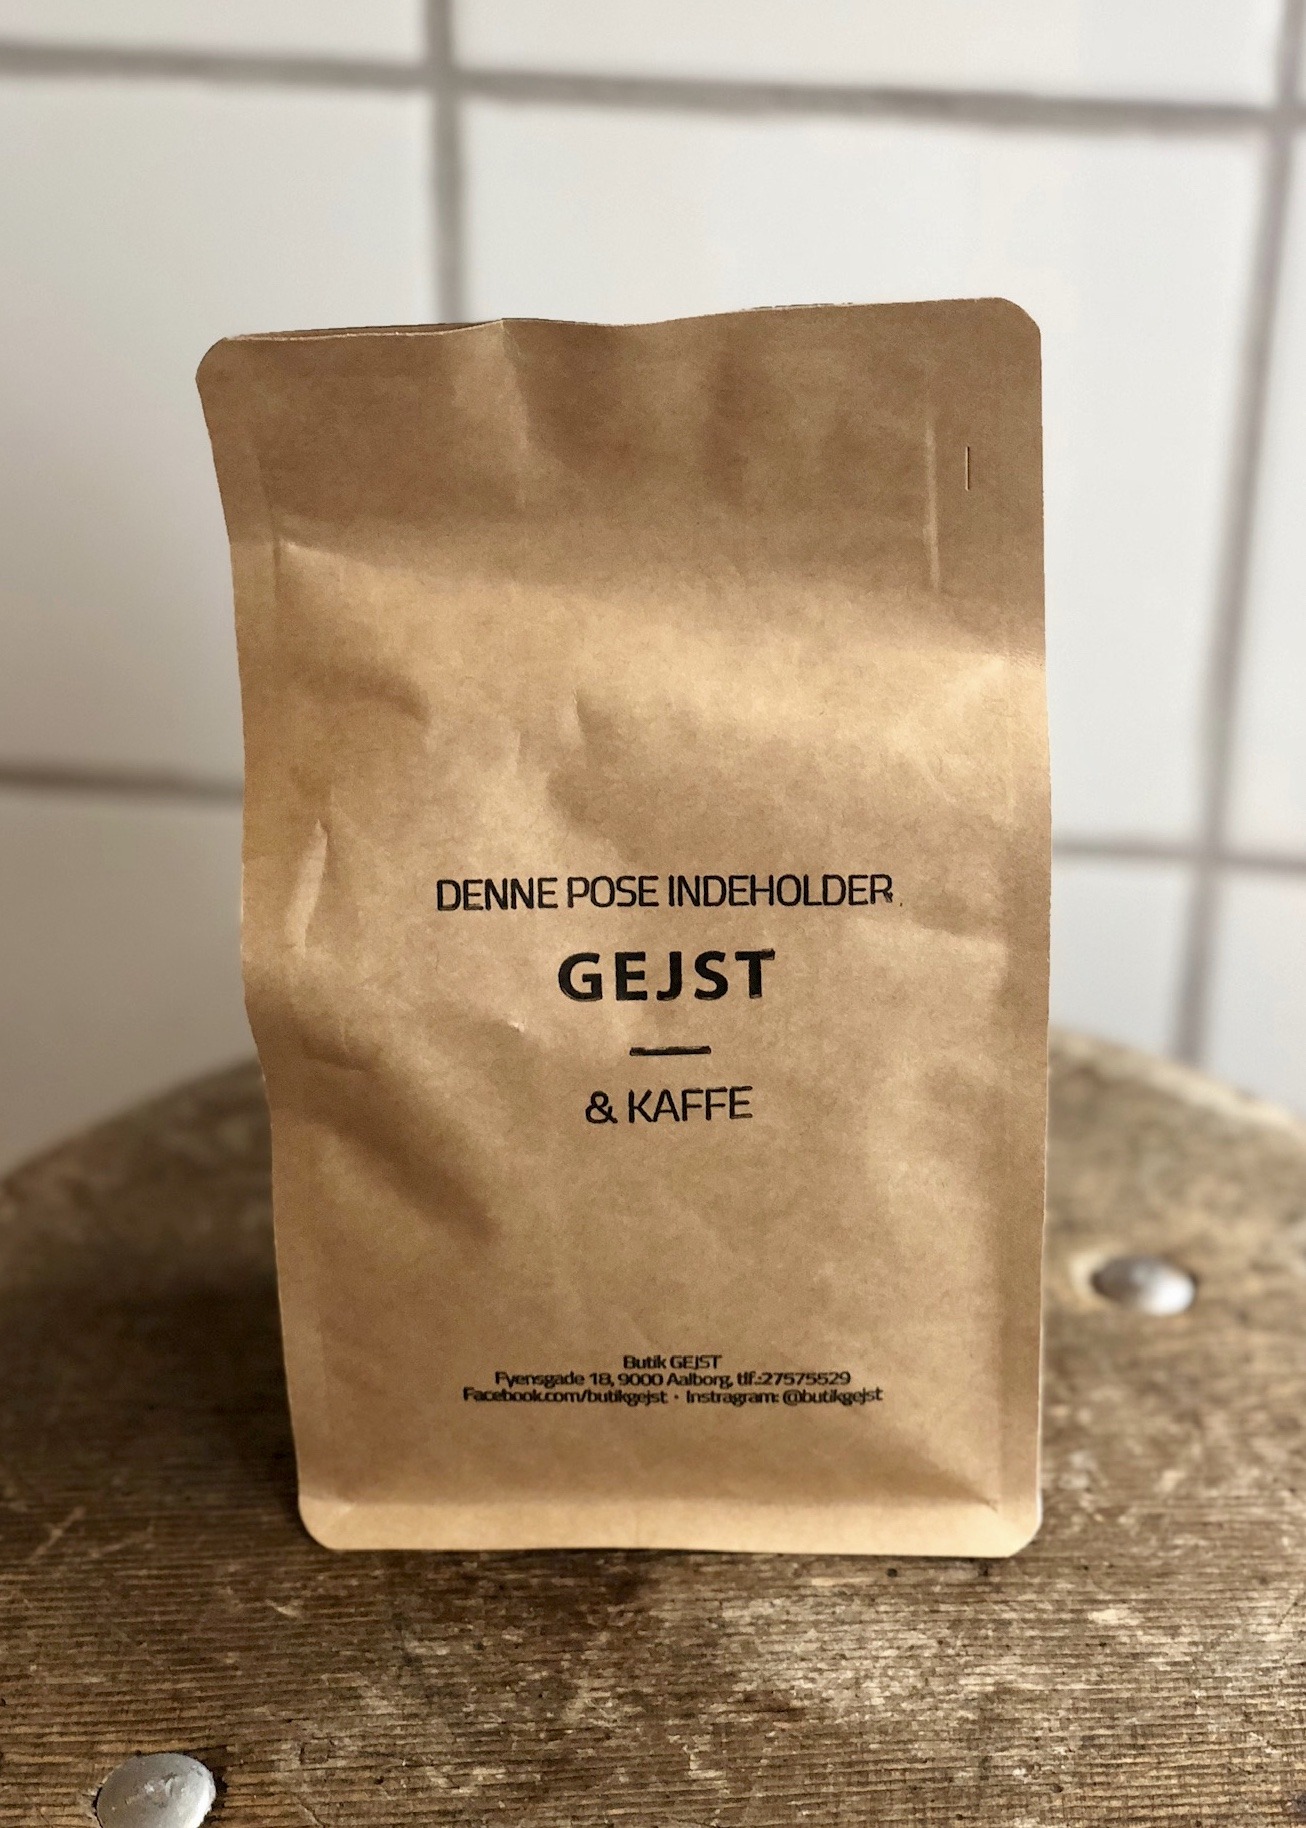 DENNE POSE INDEHOLDER
GEJST
& KAFFE
Butik GEJST
Fyensgade 18, 9000 Aalborg, tlf.:27575529
Facebook.com/butikgejst • Instragram: @butikgejst